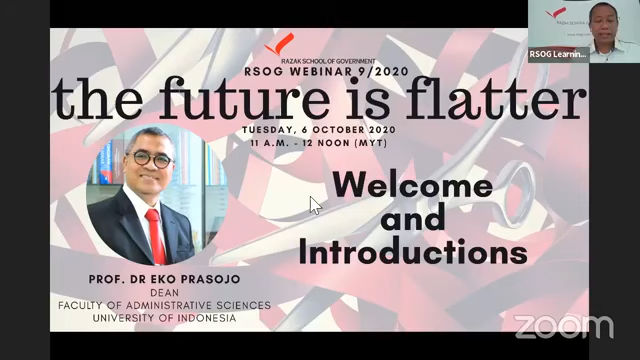 RAZAK SCHOOL OF GOVERNMENT
RSOG WEBINAR 9/2020
the future is flatter
TUESDAY, 6 OCTOBER 2020
11 A.M. - 12 NOON (MYT)
Welcome
and
Introductions
PROF. DR EKO PRASOJO
DEAN
FACULTY OF ADMINISTRATIVE SCIENCES
UNIVERSITY OF INDONESIA
RSOG Learnin...
zoom